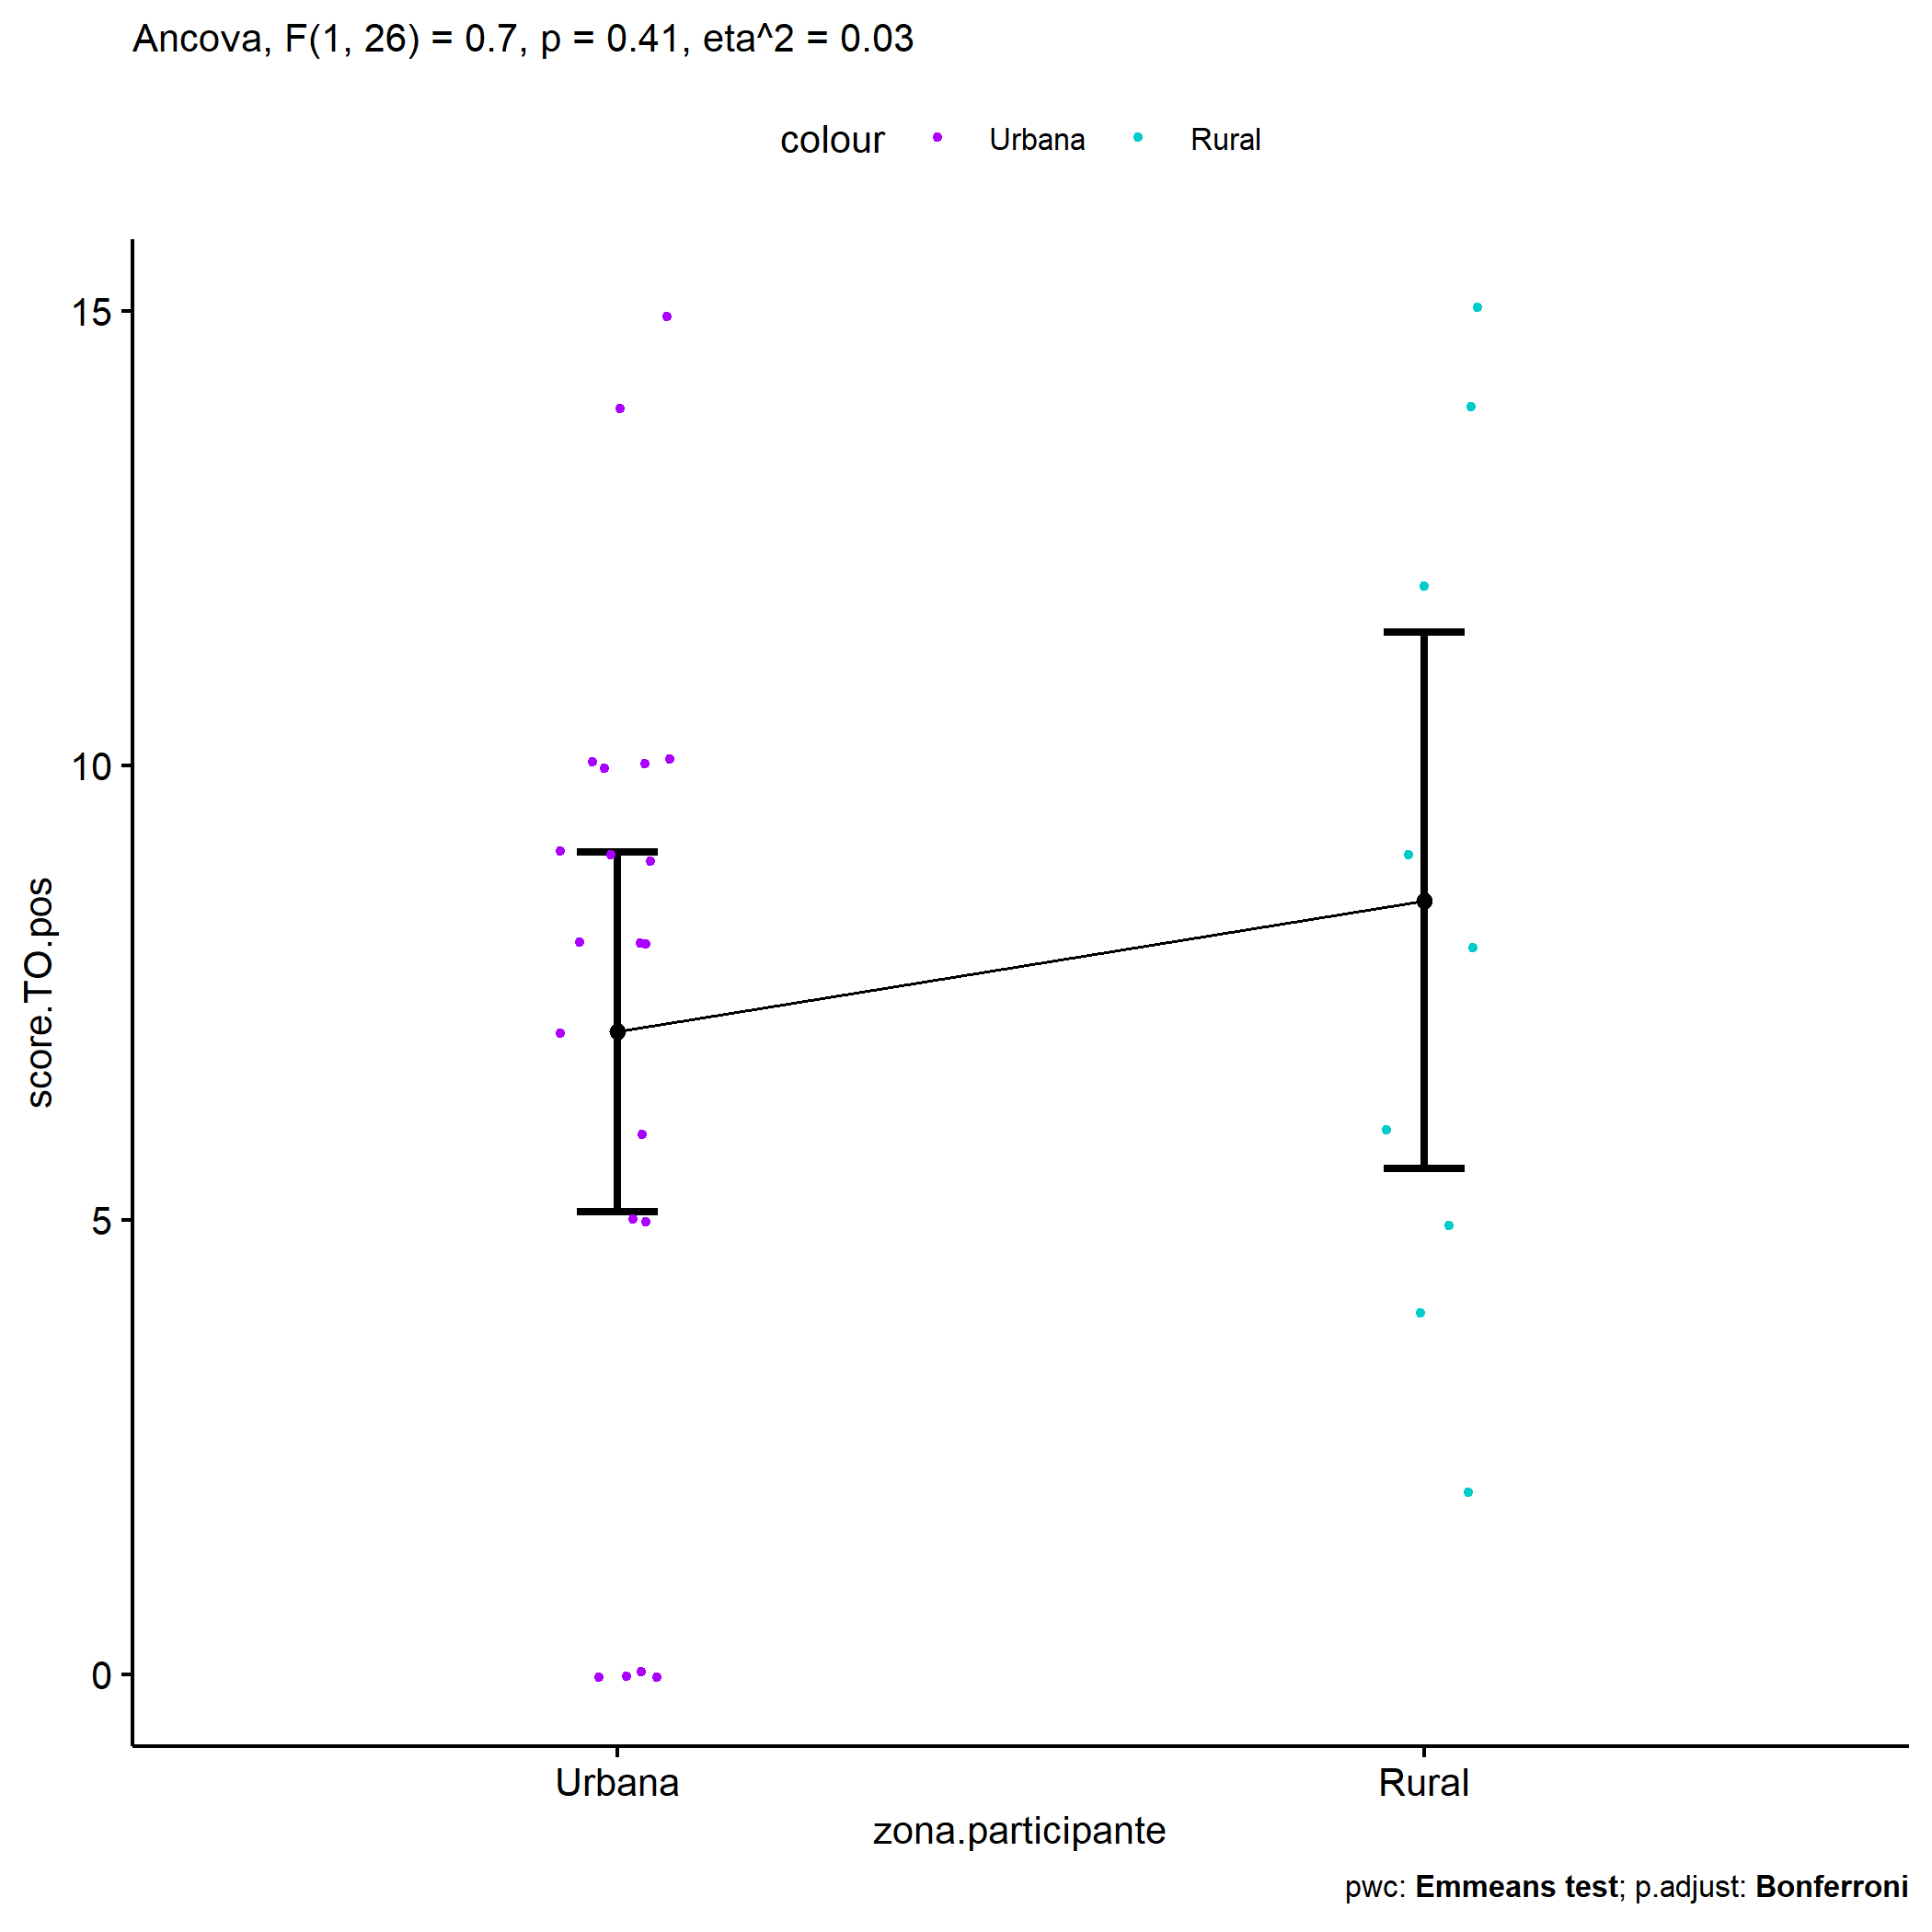 Ancova, F(1, 26) = 0.7, p = 0.41, eta^2 = 0.03
colour Urbana Rural
15
10
5
0
score.TO.pos
Urbana Rural
zona.participante
pwc: Emmeans test; p.adjust: Bonferroni